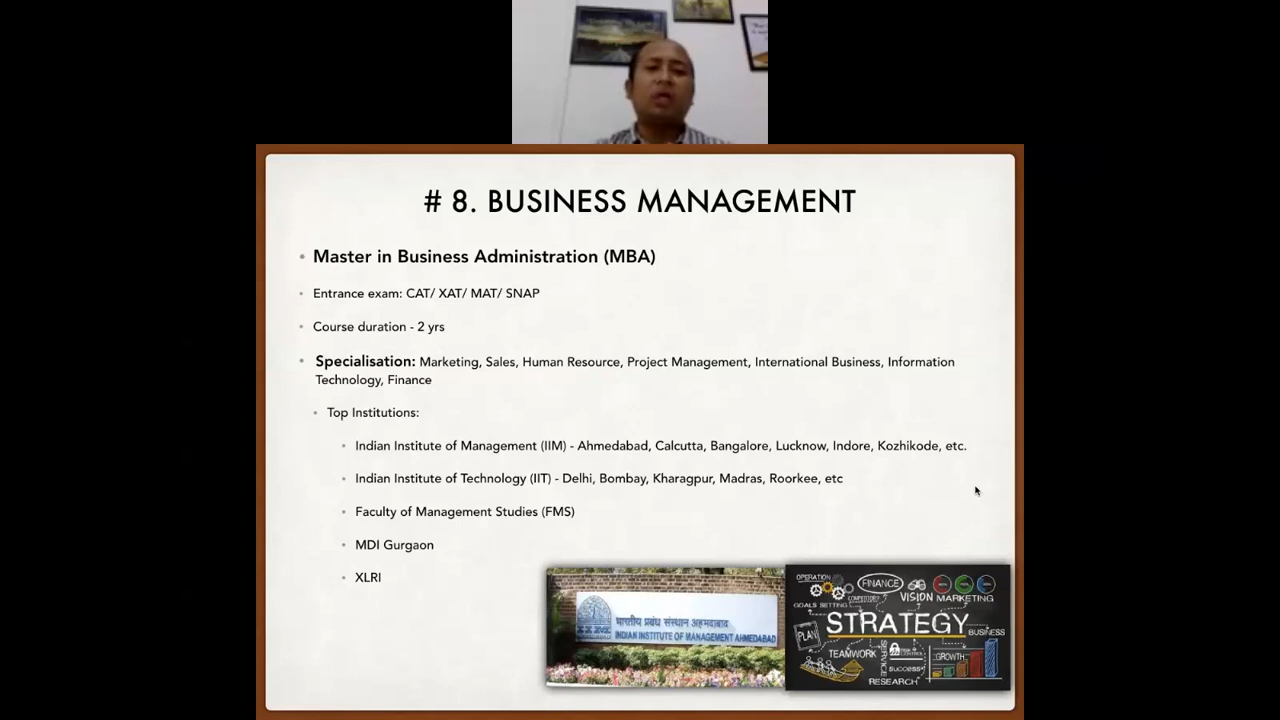 # 8. BUSINESS MANAGEMENT
Master in Business Administration (MBA)
Entrance exam: CAT/ XAT/ MAT/ SNAP
Course duration - 2 yrs
Specialisation: Marketing, Sales, Human Resource, Project Management, International Business, Information
Technology, Finance
Top Institutions:
Indian Institute of Management (IIM) - Ahmedabad, Calcutta, Bangalore, Lucknow, Indore, Kozhikode, etc.
Indian Institute of Technology (IIT) - Delhi, Bombay, Kharagpur, Madras, Roorkee, etc
Faculty of Management Studies (FMS)
MDI Gurgaon
XLRI
भारतीय प्रबंध संस्थान अहमदाबाद
INDIAN INSTITUTE OF MANAGEMENT AHMEDABAD
OPERATION
FINANCE
VISION
MARKETING
GOALS SETTING
STRATEGY
PLAN
BUSINESS
TEAMWORK
SERVICE
GROWTH
SUCCESS
RESEARCH